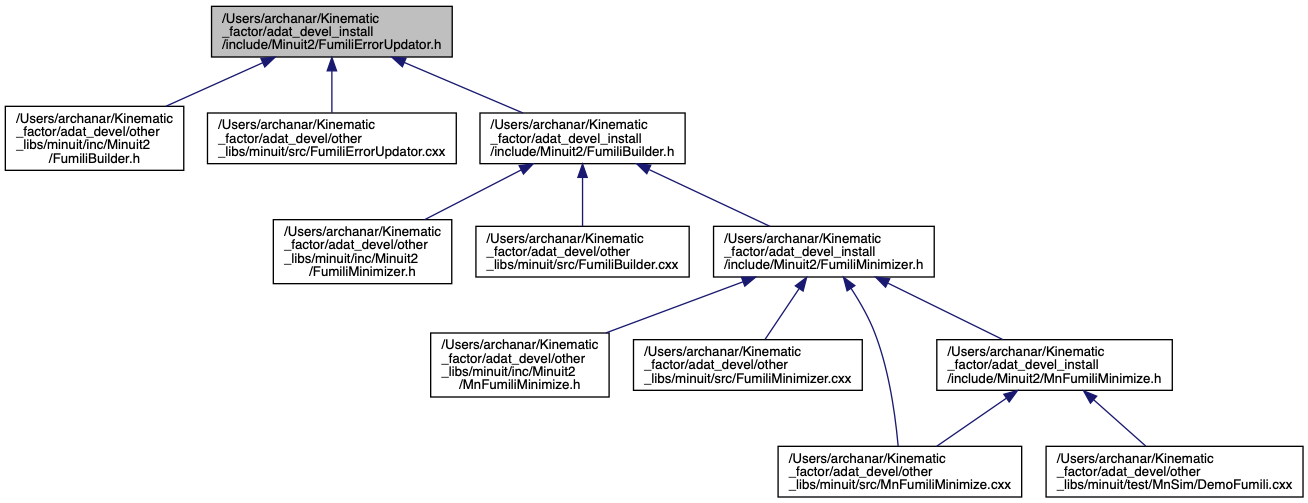 /Users/archanar/Kinematic
_factor/adat_devel_install
/include/Minuit2/FumiliErrorUpdator.h
/Users/archanar/Kinematic
_factor/adat_devel/other
_libs/minuit/inc/Minuit2
/FumiliBuilder.h
/Users/archanar/Kinematic
_factor/adat_devel/other
_libs/minuit/src/FumiliErrorUpdator.cxx
/Users/archanar/Kinematic
_factor/adat_devel_install
/include/Minuit2/FumiliBuilder.h
/Users/archanar/Kinematic
_factor/adat_devel/other
_libs/minuit/inc/Minuit2
/FumiliMinimizer.h
/Users/archanar/Kinematic
_factor/adat_devel/other
_libs/minuit/src/FumiliBuilder.cxx
/Users/archanar/Kinematic
_factor/adat_devel_install
/include/Minuit2/FumiliMinimizer.h
/Users/archanar/Kinematic
_factor/adat_devel/other
_libs/minuit/inc/Minuit2
/MnFumiliMinimize.h
/Users/archanar/Kinematic
_factor/adat_devel/other
_libs/minuit/src/FumiliMinimizer.cxx
/Users/archanar/Kinematic
_factor/adat_devel_install
/include/Minuit2/MnFumiliMinimize.h
/Users/archanar/Kinematic
_factor/adat_devel/other
_libs/minuit/src/MnFumiliMinimize.cxx
/Users/archanar/Kinematic
_factor/adat_devel/other
_libs/minuit/test/MnSim/DemoFumili.cxx